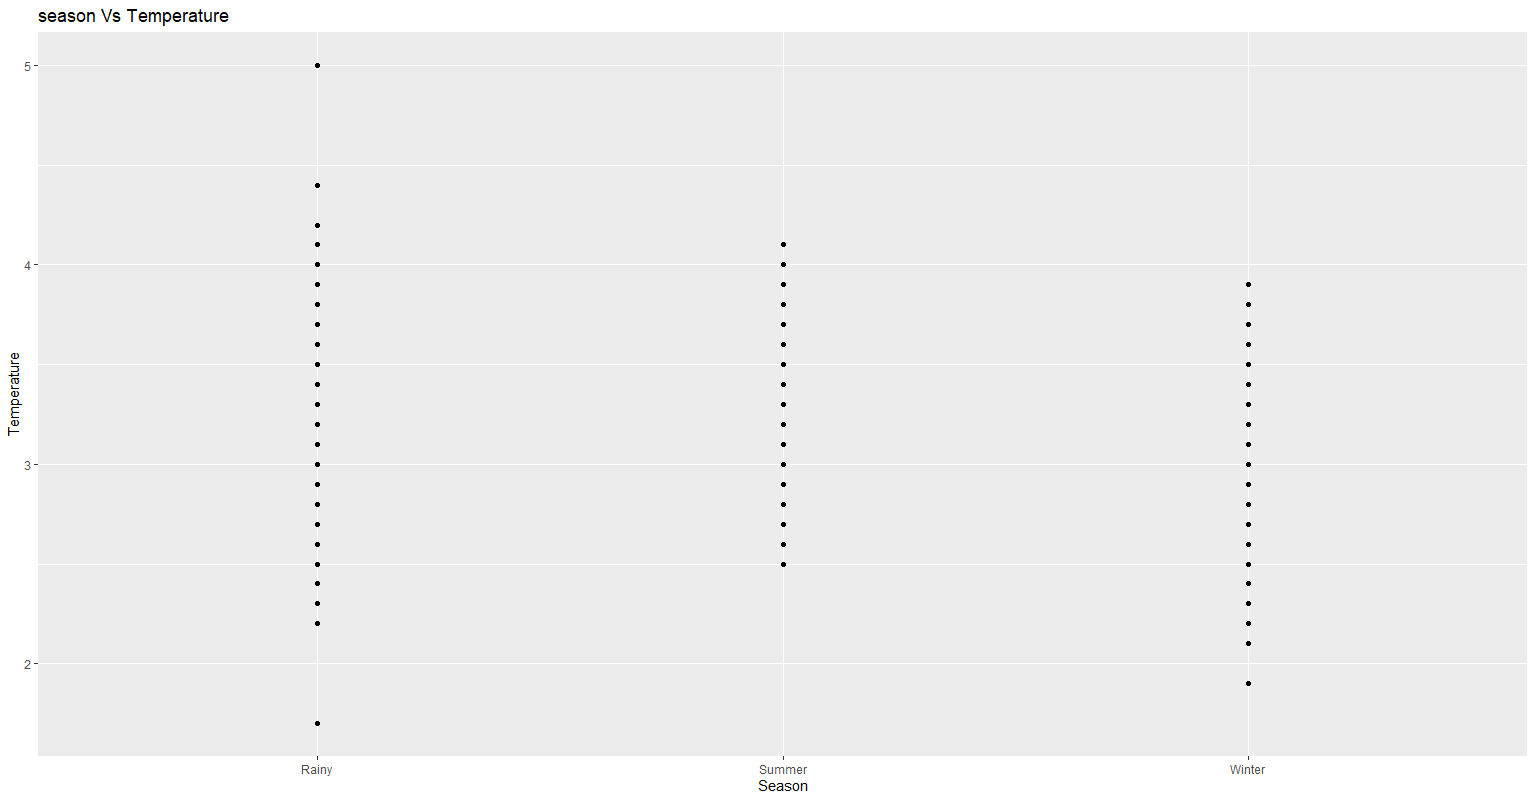 season Vs Temperature
5
4
3
2
Temperature
Rainy
Summer
Winter
Season